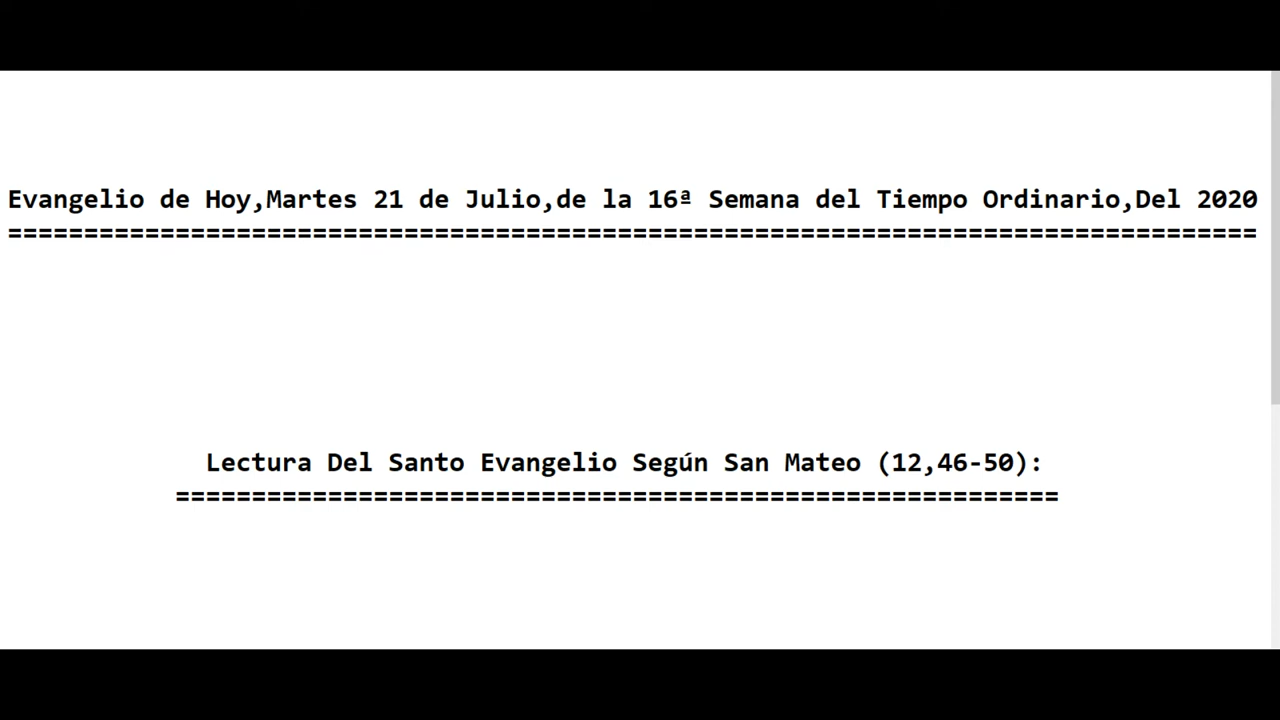 Evangelio de Hoy,Martes 21 de Julio,de la 16ª Semana del Tiempo Ordinario,Del 2020
==================================================================================
Lectura Del Santo Evangelio Según San Mateo (12,46-50):
==========================================================